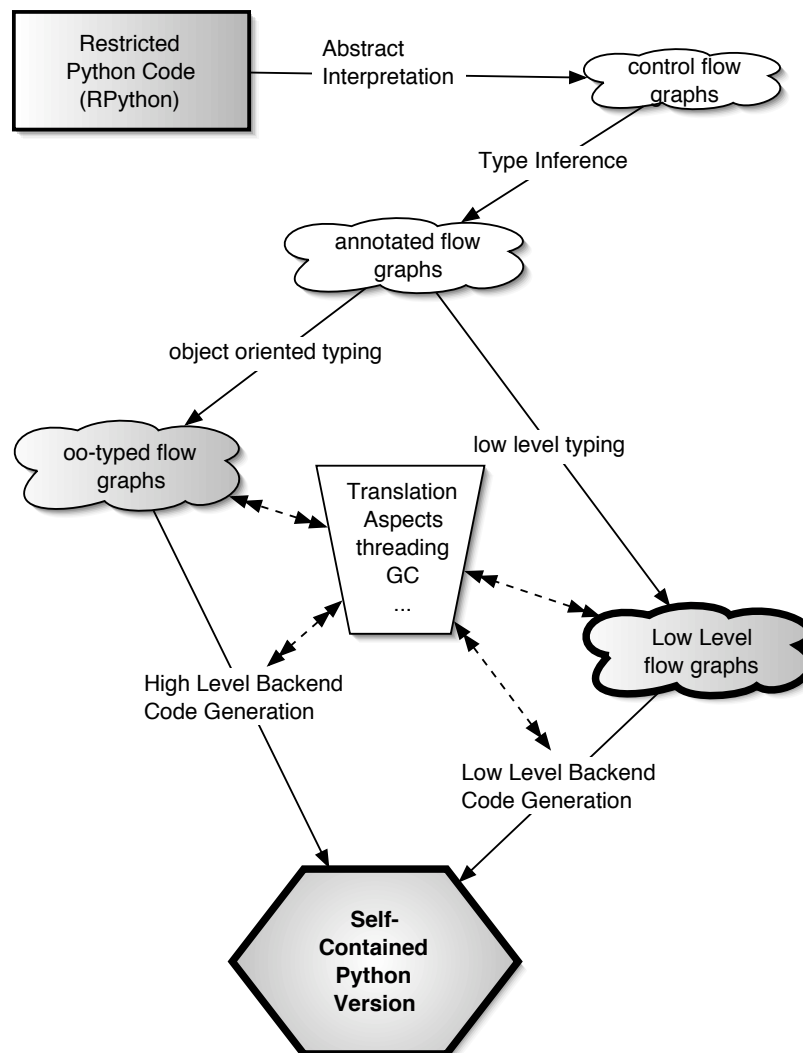 Restricted
Python Code
(RPython)
Abstract
Interpretation
control flow
graphs
Type Inference
annotated flow
graphs
object oriented typing
low level typing
oo-typed flow
graphs
Translation
Aspects
threading
GC
...
Low Level
flow graphs
High Level Backend
Code Generation
Low Level Backend
Code Generation
Self-
Contained
Python
Version